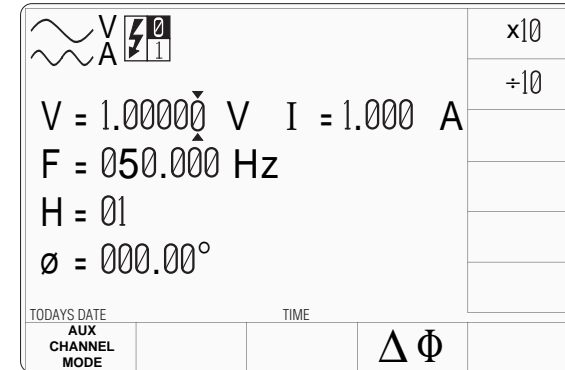 V
A
0
1
x10
÷10
V = 1.00000 V I = 1.000 A
F = 050.000 Hz
H = 01
ø = 000.00°
TODAYS DATE TIME
AUX
CHANNEL
MODE
Δ Φ